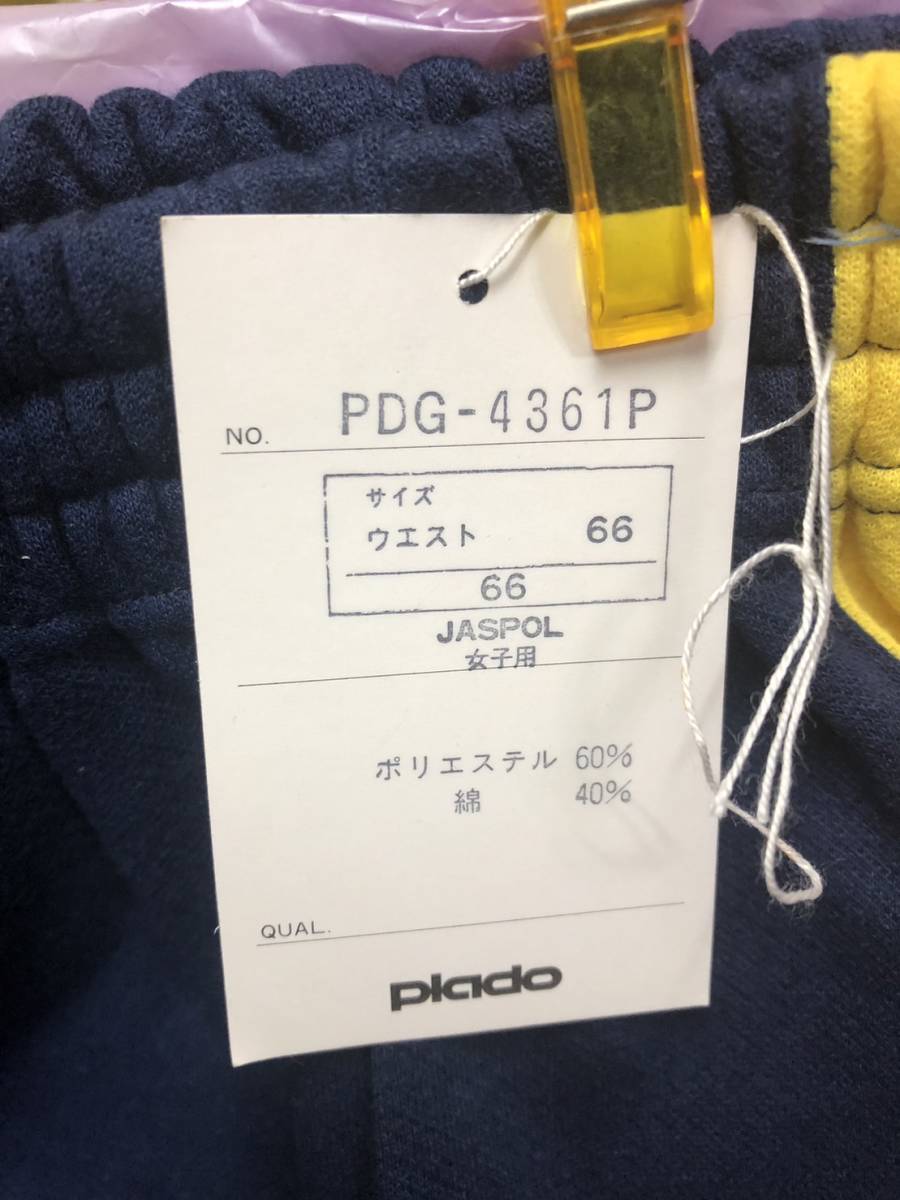 NO. PDG-4361P
サイズ
ウエスト 66
66
JASPOL
女子用
ポリエステル 60%
綿 40%
QUAL.
plado